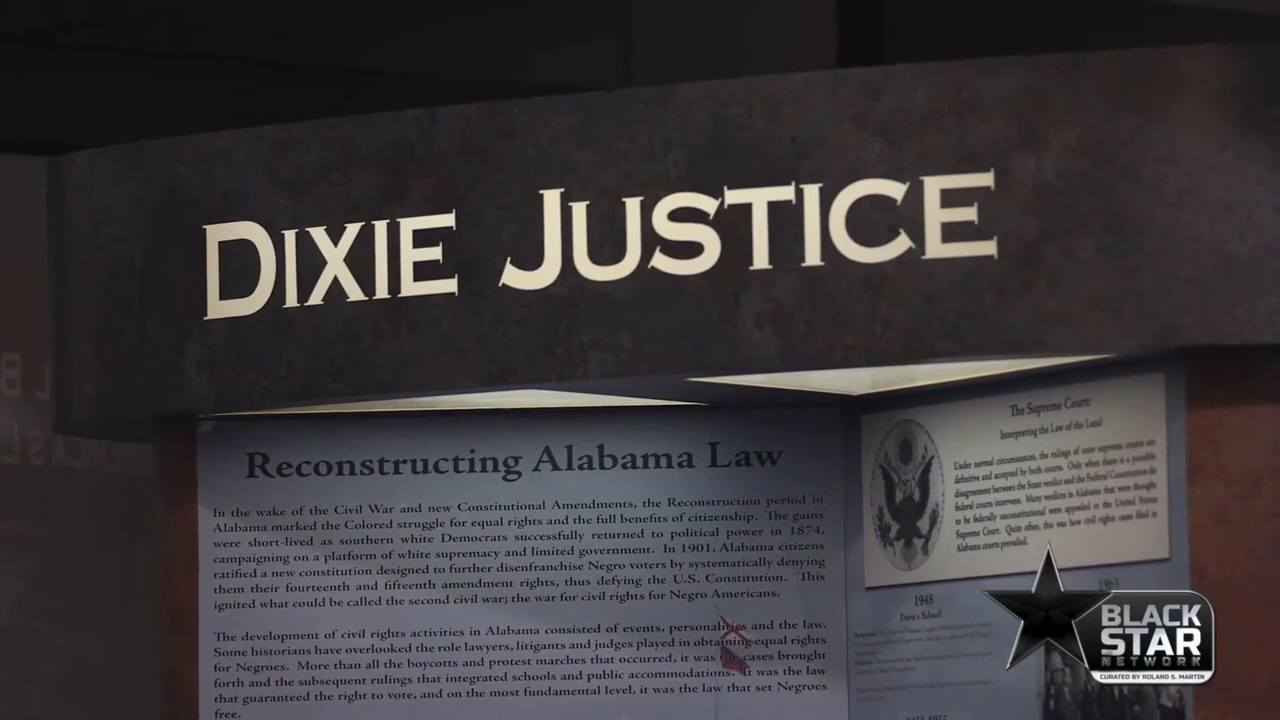 DIXIE JUSTICE
Reconstructing Alabama Law
In the wake of the Civil War and new Constitutional Amendments, the Reconstruction period in
Alabama marked the Colored struggle for equal rights and the full benefits of citizenship. The gains
were short-lived as southern white Democrats successfully returned to political power in 1874,
campaigning on a platform of white supremacy and limited government. In 1901, Alabama citizens
ratified a new constitution designed to further disenfranchise Negro voters by systematically denying
them their fourteenth and fifteenth amendment rights, thus defying the U.S. Constitution. This
ignited what could be called the second civil war; the war for civil rights for Negro Americans.
The development of civil rights activities in Alabama consisted of events, personalities and the law.
Some historians have overlooked the role lawyers, litigants and judges played in obtaining equal rights
for Negroes. More than all the boycotts and protest marches that occurred, it was the cases brought
forth and the subsequent rulings that integrated schools and public accommodations. It was the law
that guaranteed the right to vote, and on the most fundamental level, it was the law that set Negroes
free.
The Supreme Court:
Interpreting the Law of the Land
Under normal circumstances, the rulings of state supreme courts are
definitive and accepted by both courts. Only when there is a possible
disagreement between the State verdict and the Federal Constitution do
federal courts intervene. Many verdicts in Alabama that were thought
to be federally unconstitutional were appealed to the United States
Supreme Court. Quite often, this was how civil rights cases filed in
Alabama courts prevailed.
1948
Davis v. Schnell
1963
BLACK
STAR
NETWORK
CURATED BY ROLAND S. MARTIN